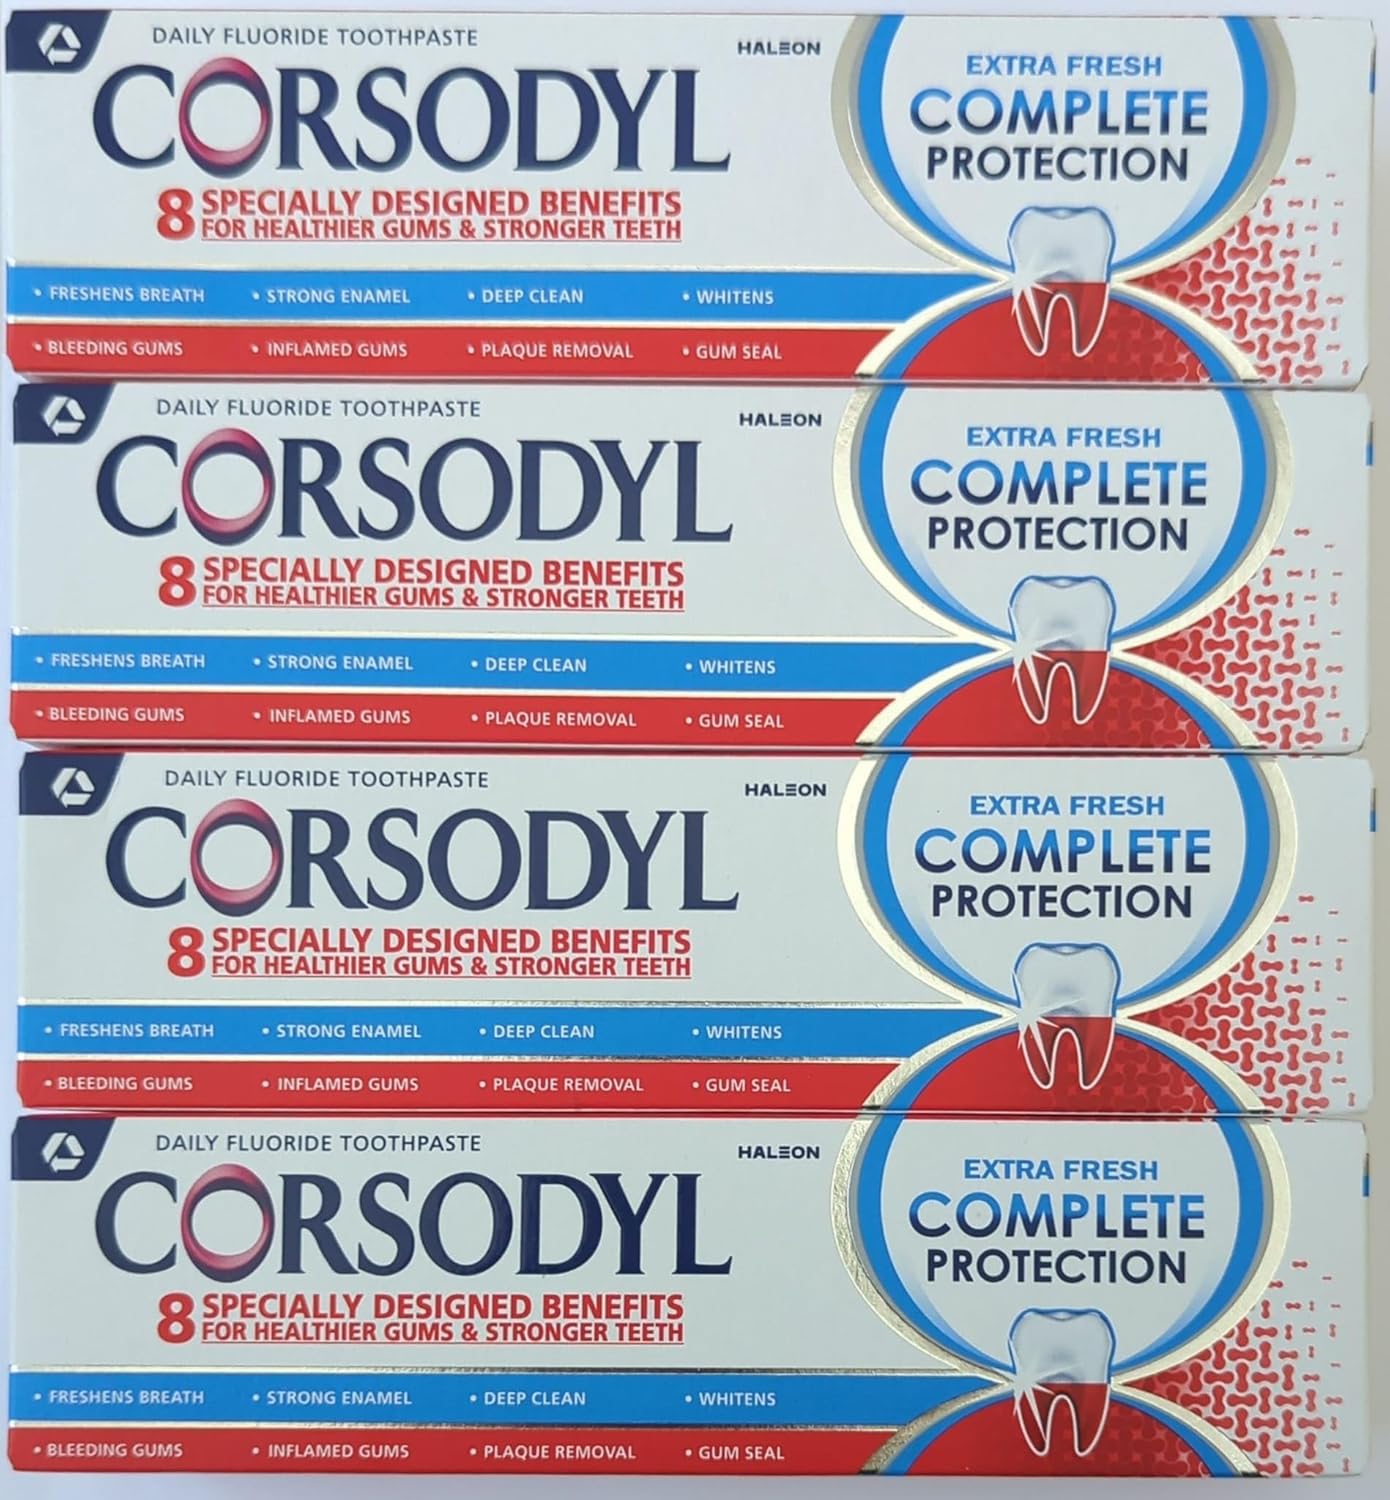 DAILY FLUORIDE TOOTHPASTE
HALEON
CORSODYL
8 SPECIALLY DESIGNED BENEFITS
FOR HEALTHIER GUMS & STRONGER TEETH
EXTRA FRESH
COMPLETE
PROTECTION
• FRESHENS BREATH • STRONG ENAMEL • DEEP CLEAN • WHITENS
• BLEEDING GUMS • INFLAMED GUMS • PLAQUE REMOVAL • GUM SEAL
DAILY FLUORIDE TOOTHPASTE
HALEON
CORSODYL
8 SPECIALLY DESIGNED BENEFITS
FOR HEALTHIER GUMS & STRONGER TEETH
EXTRA FRESH
COMPLETE
PROTECTION
• FRESHENS BREATH • STRONG ENAMEL • DEEP CLEAN • WHITENS
• BLEEDING GUMS • INFLAMED GUMS • PLAQUE REMOVAL • GUM SEAL
DAILY FLUORIDE TOOTHPASTE
HALEON
CORSODYL
8 SPECIALLY DESIGNED BENEFITS
FOR HEALTHIER GUMS & STRONGER TEETH
EXTRA FRESH
COMPLETE
PROTECTION
• FRESHENS BREATH • STRONG ENAMEL • DEEP CLEAN • WHITENS
• BLEEDING GUMS • INFLAMED GUMS • PLAQUE REMOVAL • GUM SEAL
DAILY FLUORIDE TOOTHPASTE
HALEON
CORSODYL
8 SPECIALLY DESIGNED BENEFITS
FOR HEALTHIER GUMS & STRONGER TEETH
EXTRA FRESH
COMPLETE
PROTECTION
• FRESHENS BREATH • STRONG ENAMEL • DEEP CLEAN • WHITENS
• BLEEDING GUMS • INFLAMED GUMS • PLAQUE REMOVAL • GUM SEAL